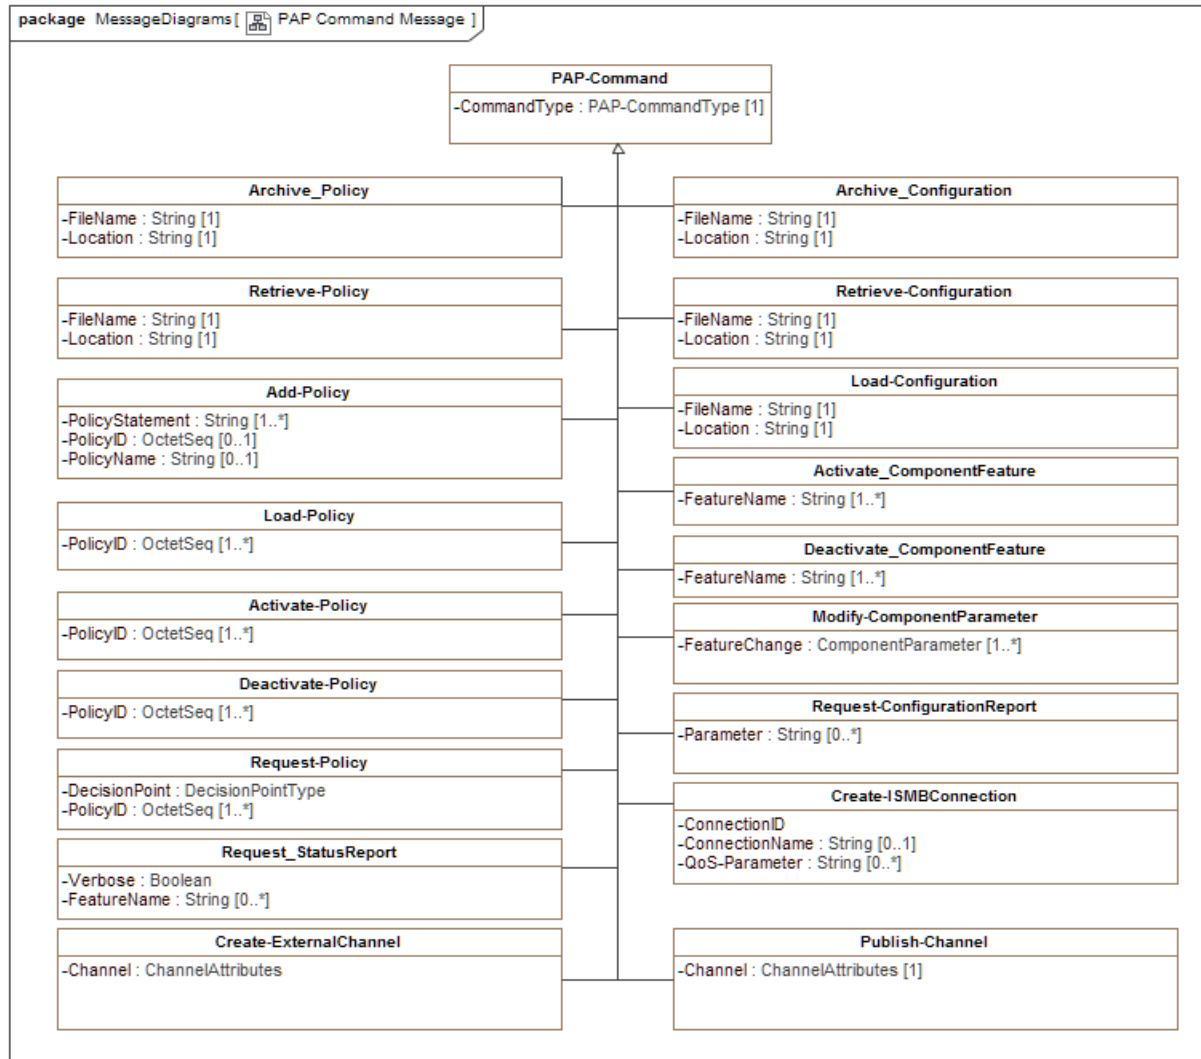 package MessageDiagrams [ PAP Command Message ]
PAP-Command
-CommandType : PAP-CommandType [1]
Archive_Policy
-FileName : String [1]
-Location : String [1]
Archive_Configuration
-FileName : String [1]
-Location : String [1]
Retrieve-Policy
-FileName : String [1]
-Location : String [1]
Retrieve-Configuration
-FileName : String [1]
-Location : String [1]
Add-Policy
-PolicyStatement : String [1..*]
-PolicyID : OctetSeq [0..1]
-PolicyName : String [0..1]
Load-Configuration
-FileName : String [1]
-Location : String [1]
Activate_ComponentFeature
-FeatureName : String [1..*]
Load-Policy
-PolicyID : OctetSeq [1..*]
Deactivate_ComponentFeature
-FeatureName : String [1..*]
Activate-Policy
-PolicyID : OctetSeq [1..*]
Modify-ComponentParameter
-FeatureChange : ComponentParameter [1..*]
Deactivate-Policy
-PolicyID : OctetSeq [1..*]
Request-ConfigurationReport
-Parameter : String [0..*]
Request-Policy
-DecisionPoint : DecisionPointType
-PolicyID : OctetSeq [1..*]
Create-ISMBConnection
-ConnectionID
-ConnectionName : String [0..1]
-QoS-Parameter : String [0..*]
Request_StatusReport
-Verbose : Boolean
-FeatureName : String [0..*]
Create-ExternalChannel
-Channel : ChannelAttributes
Publish-Channel
-Channel : ChannelAttributes [1]